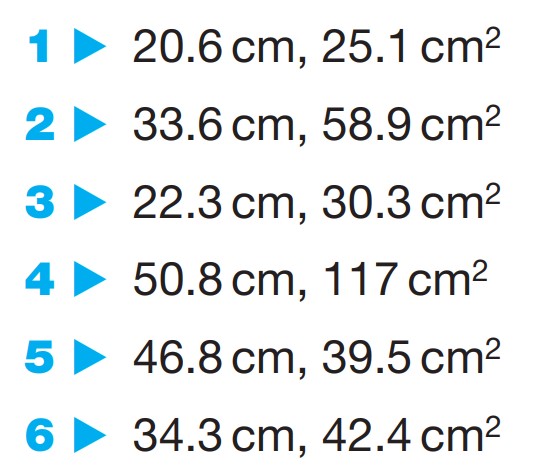 1 ▶ 20.6 cm, 25.1 cm²
2 ▶ 33.6 cm, 58.9 cm²
3 ▶ 22.3 cm, 30.3 cm²
4 ▶ 50.8 cm, 117 cm²
5 ▶ 46.8 cm, 39.5 cm²
6 ▶ 34.3 cm, 42.4 cm²